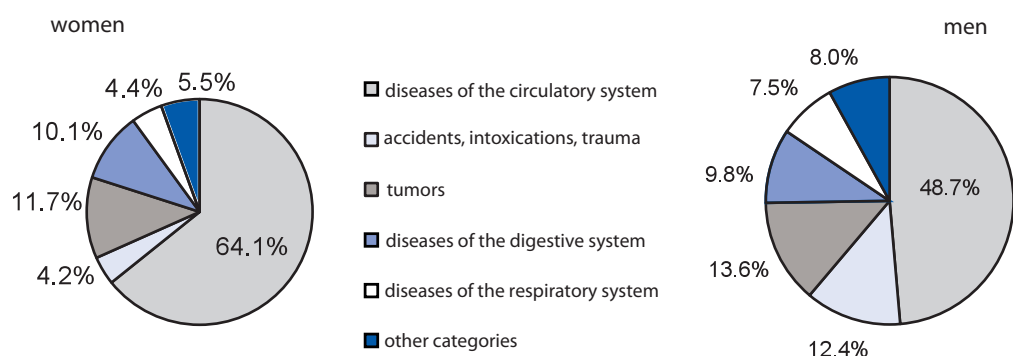 women
5.5%
4.4%
10.1%
11.7%
4.2%
64.1%
diseases of the circulatory system
accidents, intoxications, trauma
tumors
diseases of the digestive system
diseases of the respiratory system
other categories
men
8.0%
7.5%
9.8%
48.7%
13.6%
12.4%